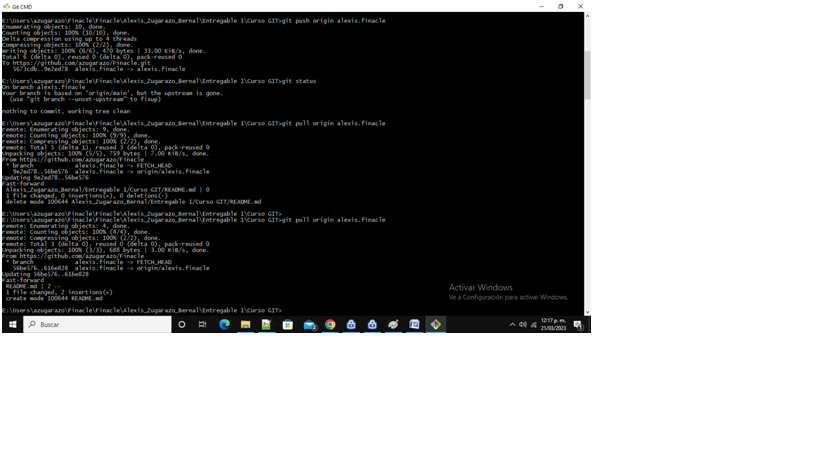 Git CMD
E:\Users\azugarazo\Finacle\Finacle\Alexis_Zugarazo_Bernal\Entregable 1\Curso GIT>git push origin alexis.finacle
Enumerating objects: 10, done.
Counting objects: 100% (10/10), done.
Delta compression using up to 4 threads
Compressing objects: 100% (2/2), done.
Writing objects: 100% (6/6), 470 bytes | 33.00 KiB/s, done.
Total 6 (delta 0), reused 0 (delta 0), pack-reused 0
To https://github.com/azugarazo/Finacle.git
5673cdb..9e2ed78 alexis.finacle -> alexis.finacle
E:\Users\azugarazo\Finacle\Finacle\Alexis_Zugarazo_Bernal\Entregable 1\Curso GIT>git status
On branch alexis.finacle
Your branch is based on 'origin/main', but the upstream is gone.
(use "git branch --unset-upstream" to fixup)
nothing to commit, working tree clean
E:\Users\azugarazo\Finacle\Finacle\Alexis_Zugarazo_Bernal\Entregable 1\Curso GIT>git pull origin alexis.finacle
remote: Enumerating objects: 9, done.
remote: Counting objects: 100% (9/9), done.
remote: Compressing objects: 100% (2/2), done.
remote: Total 5 (delta 1), reused 3 (delta 0), pack-reused 0
Unpacking objects: 100% (5/5), 759 bytes | 7.00 KiB/s, done.
From https://github.com/azugarazo/Finacle
* branch alexis.finacle -> FETCH_HEAD
9e2ed78..56be576 alexis.finacle -> origin/alexis.finacle
Updating 9e2ed78..56be576
Fast-forward
Alexis_Zugarazo_Bernal/Entregable 1/Curso GIT/README.md | 0
1 file changed, 0 insertions(+), 0 deletions(-)
delete mode 100644 Alexis_Zugarazo_Bernal/Entregable 1/Curso GIT/README.md
E:\Users\azugarazo\Finacle\Finacle\Alexis_Zugarazo_Bernal\Entregable 1\Curso GIT>
E:\Users\azugarazo\Finacle\Finacle\Alexis_Zugarazo_Bernal\Entregable 1\Curso GIT>git pull origin alexis.finacle
remote: Enumerating objects: 4, done.
remote: Counting objects: 100% (4/4), done.
remote: Compressing objects: 100% (2/2), done.
remote: Total 3 (delta 0), reused 0 (delta 0), pack-reused 0
Unpacking objects: 100% (3/3), 688 bytes | 3.00 KiB/s, done.
From https://github.com/azugarazo/Finacle
* branch alexis.finacle -> FETCH_HEAD
56be576..616e828 alexis.finacle -> origin/alexis.finacle
Updating 56be576..616e828
Fast-forward
README.md | 2 ++
1 file changed, 2 insertions(+)
create mode 100644 README.md
E:\Users\azugarazo\Finacle\Finacle\Alexis_Zugarazo_Bernal\Entregable 1\Curso GIT>
Activar Windows
Ve a Configuración para activar Windows.
Buscar
12:17 p. m.
21/03/2023